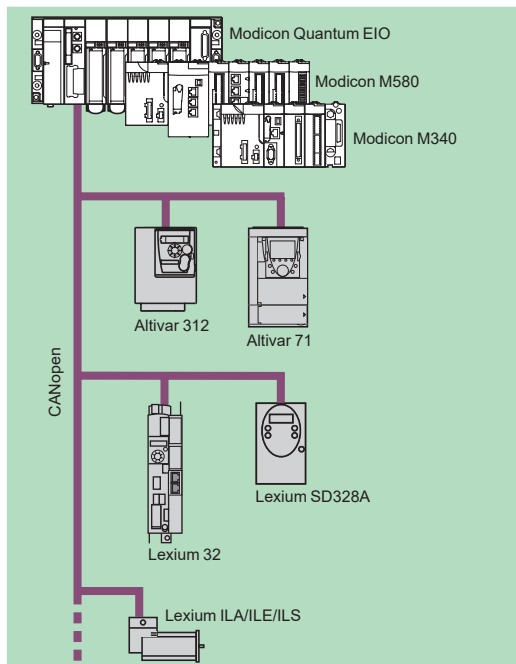 Modicon Quantum EIO
Modicon M580
Modicon M340
Altivar 312
Altivar 71
CANopen
Lexium SD328A
Lexium 32
Lexium ILA/ILE/ILS